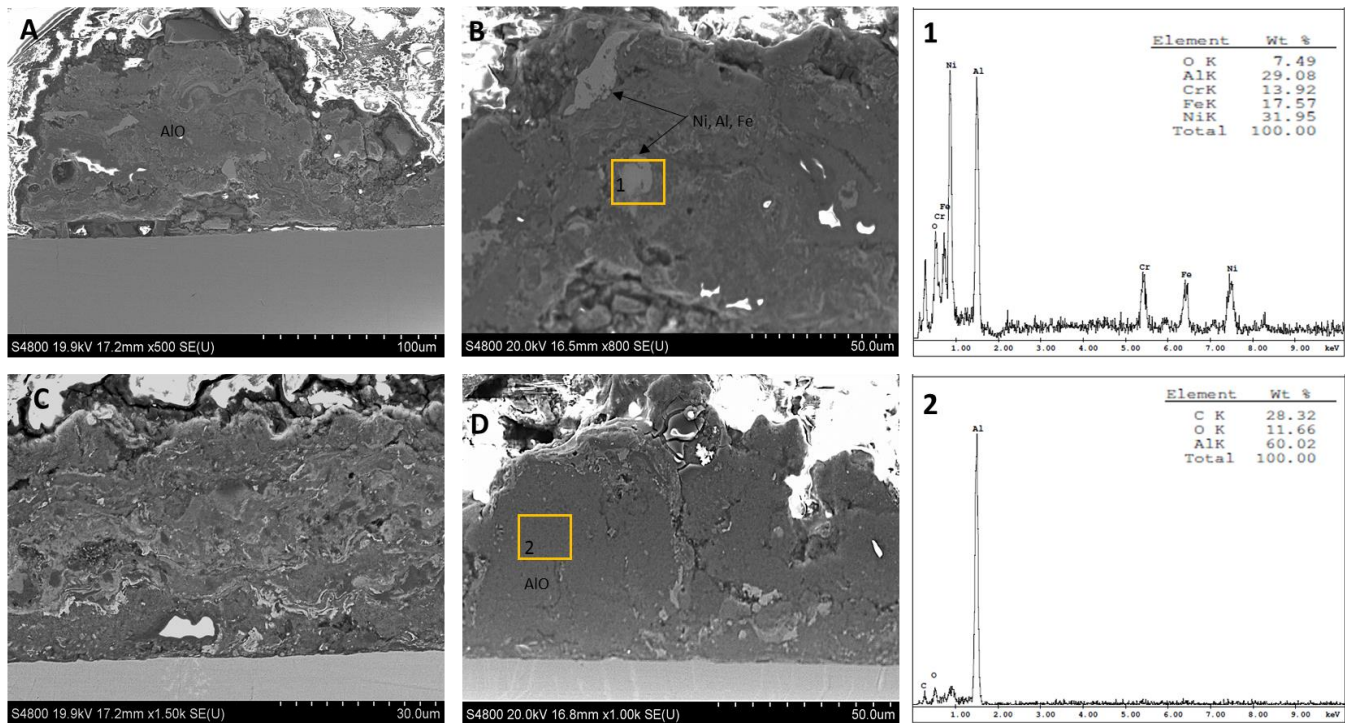 A
AlO
S4800 19.9kV 17.2mm x500 SE(U)
100um
B
Ni, Al, Fe
1
S4800 20.0kV 16.5mm x800 SE(U)
50.0um
1
Element Wt %
O K 7.49
AlK 29.08
CrK 13.92
FeK 17.57
NiK 31.95
Total 100.00
Ni
Al
Fe
Cr
O
Cr
Fe
Ni
1.00 2.00 3.00 4.00 5.00 6.00 7.00 8.00 9.00 keV
C
S4800 19.9kV 17.2mm x1.50k SE(U)
30.0um
D
2
AlO
S4800 20.0kV 16.8mm x1.00k SE(U)
50.0um
2
Element Wt %
C K 28.32
O K 11.66
AlK 60.02
Total 100.00
Al
O
C
1.00 2.00 3.00 4.00 5.00 6.00 7.00 8.00 9.00 keV